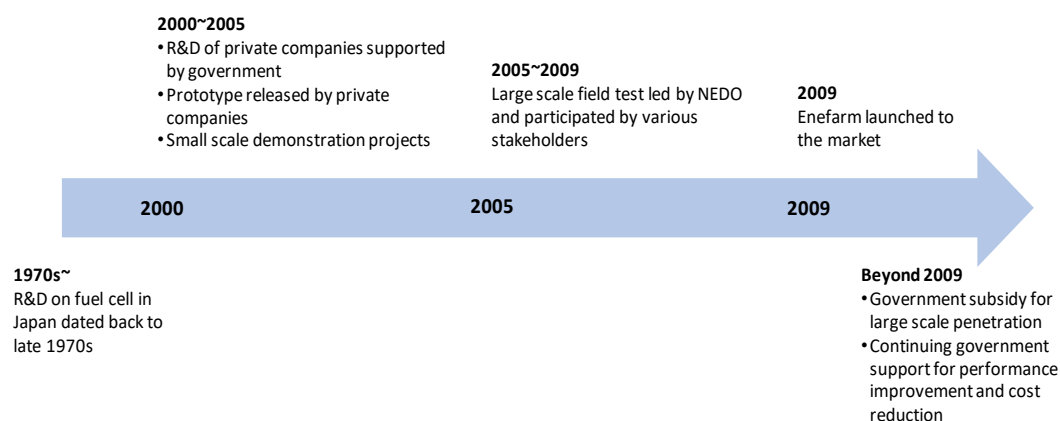 2000~2005
•R&D of private companies supported
by government
•Prototype released by private
companies
•Small scale demonstration projects
2005~2009
Large scale field test led by NEDO
and participated by various
stakeholders
2009
Enefarm launched to
the market
2000
2005
2009
1970s~
R&D on fuel cell in
Japan dated back to
late 1970s
Beyond 2009
•Government subsidy for
large scale penetration
•Continuing government
support for performance
improvement and cost
reduction